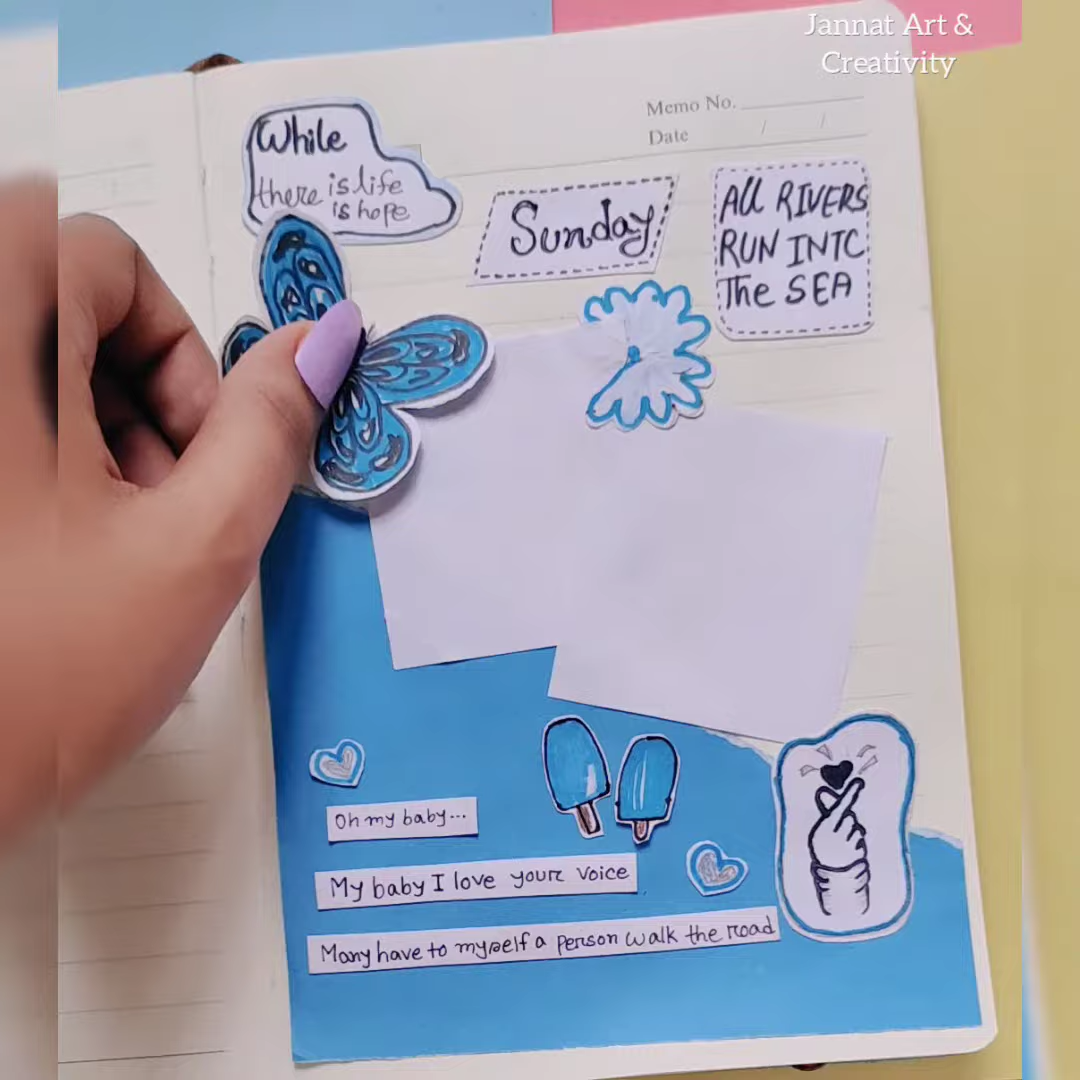 Jannat Art &
Creativity
Memo No.
Date / /
While
there is life
is hope
Sunday
ALL RIVERS
RUN INTO
The SEA
Oh my baby...
My baby I love your voice
Many have to myself a person walk the road